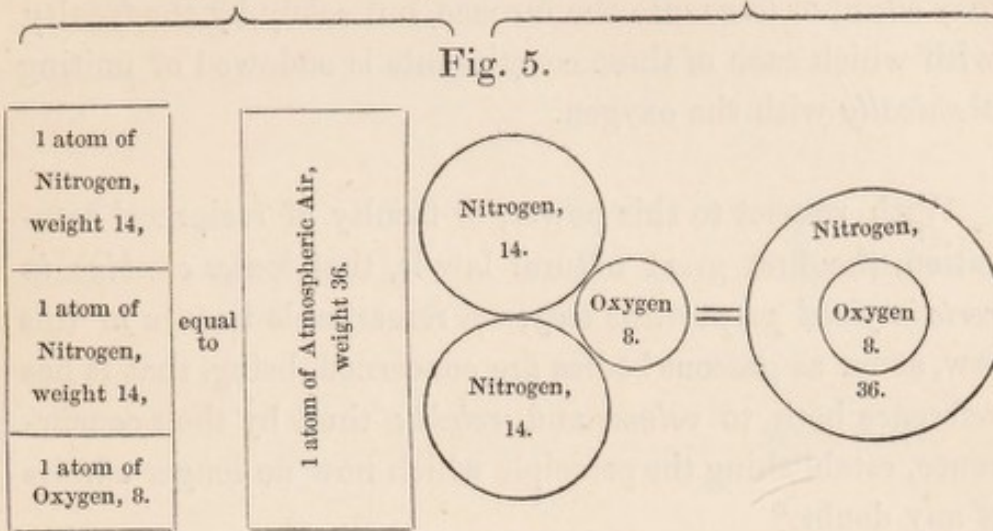 Fig. 5.
1 atom of
Nitrogen,
weight 14,
1 atom of
Nitrogen,
weight 14,
1 atom of
Oxygen, 8.
equal
to
1 atom of Atmospheric Air,
weight 36.
Nitrogen,
14.
Oxygen
8.
Nitrogen,
14.
=
Nitrogen,
Oxygen
8.
36.